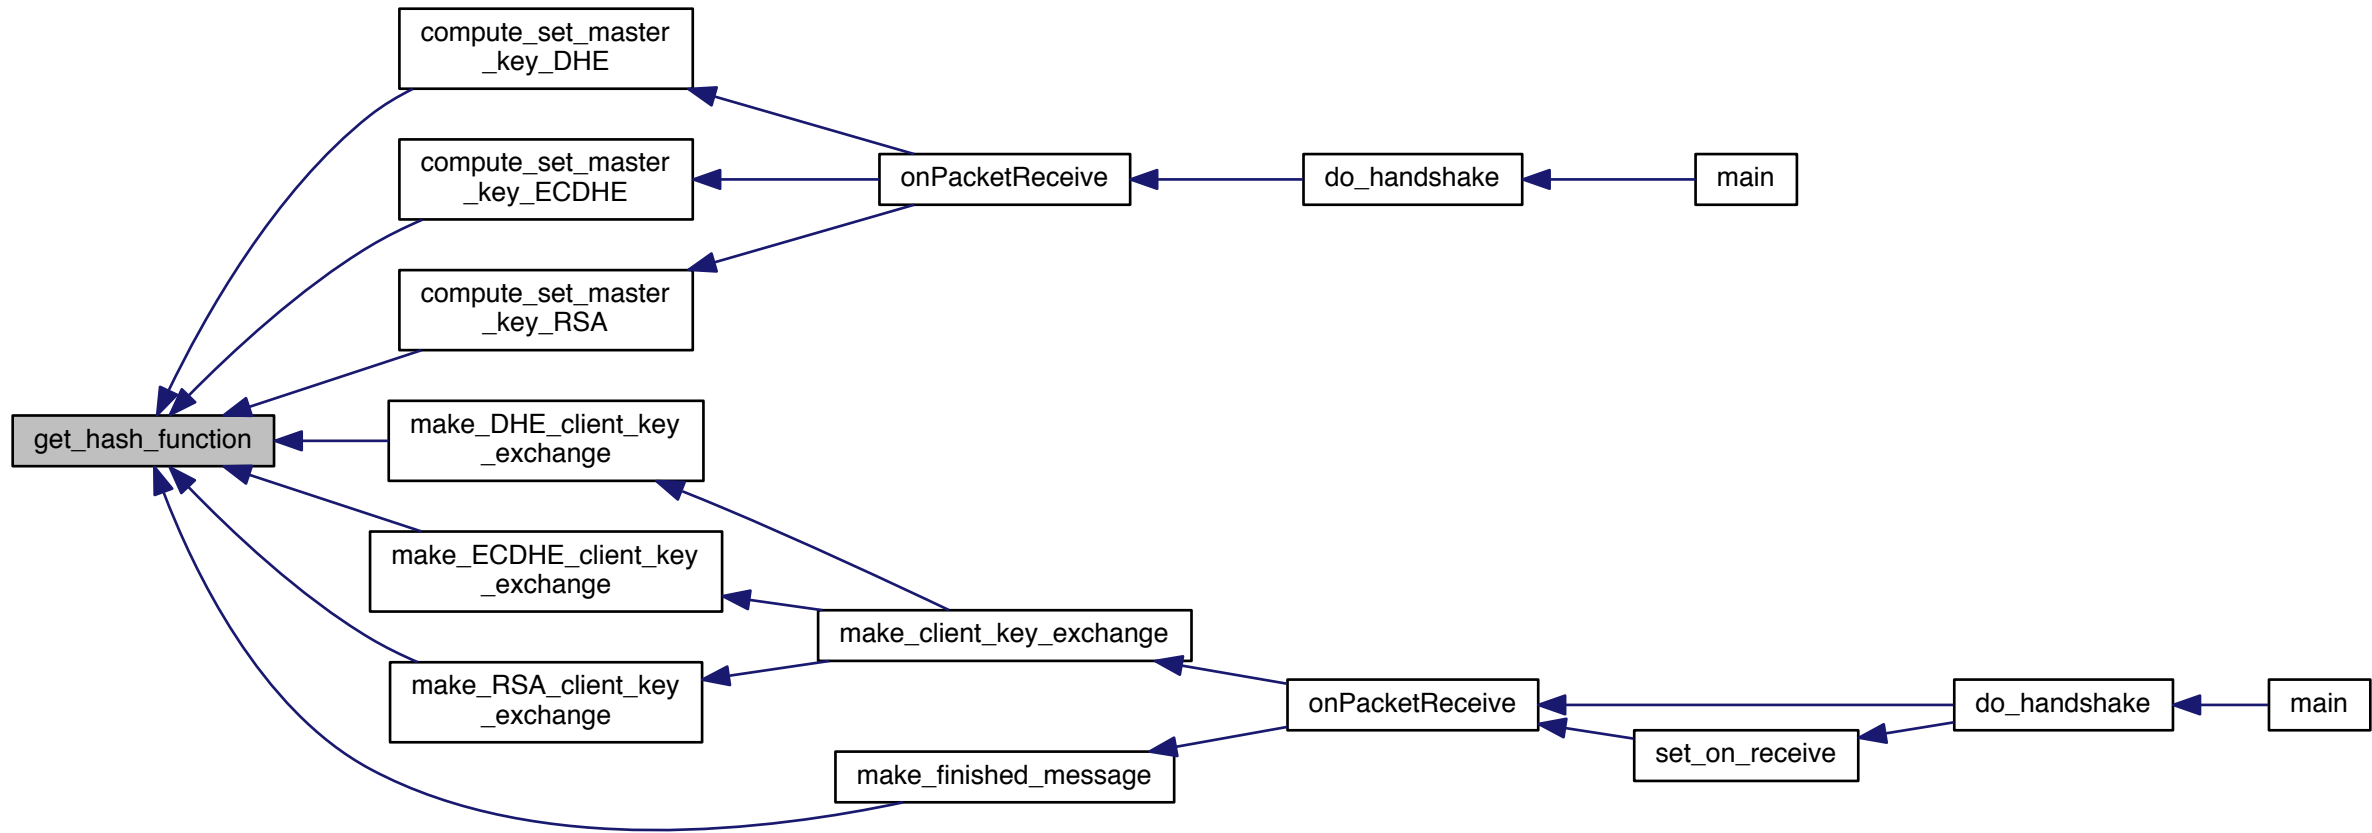 compute_set_master
_key_DHE
compute_set_master
_key_ECDHE
onPacketReceive
do_handshake
main
compute_set_master
_key_RSA
get_hash_function
make_DHE_client_key
_exchange
make_ECDHE_client_key
_exchange
make_client_key_exchange
make_RSA_client_key
_exchange
onPacketReceive
do_handshake
main
set_on_receive
make_finished_message